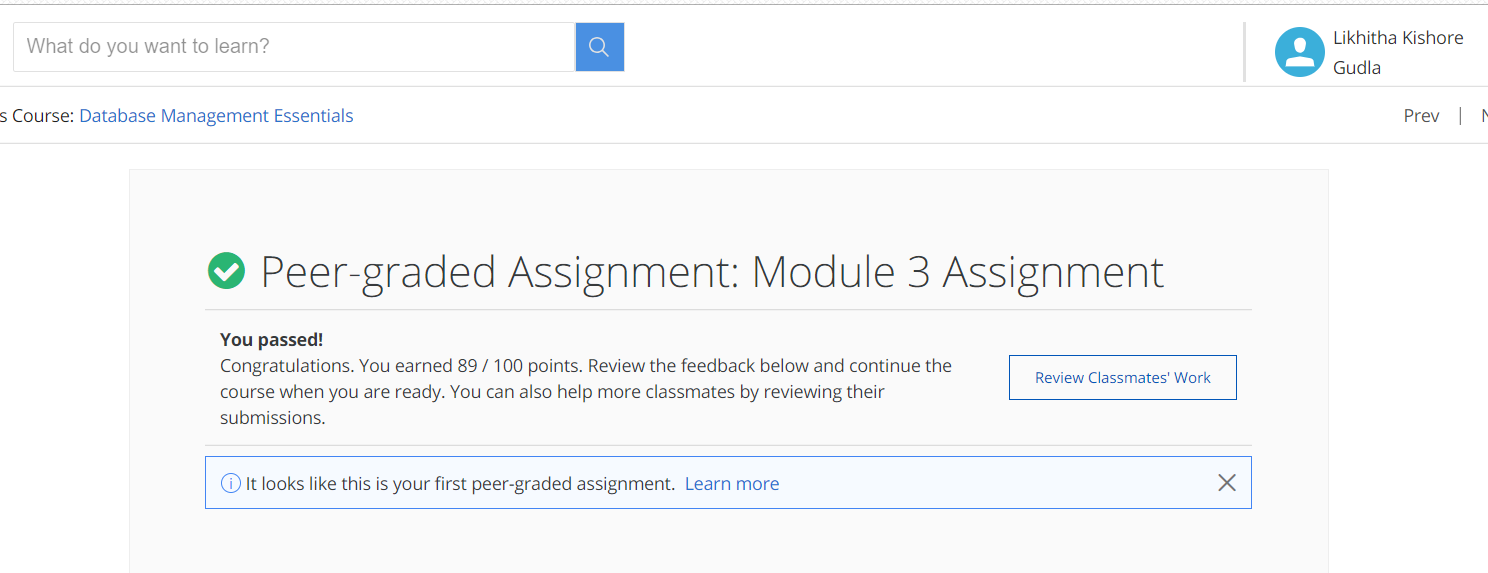 What do you want to learn?
Likhitha Kishore
Gudla
s Course: Database Management Essentials
Prev | N
Peer-graded Assignment: Module 3 Assignment
You passed!
Congratulations. You earned 89 / 100 points. Review the feedback below and continue the
course when you are ready. You can also help more classmates by reviewing their
submissions.
Review Classmates' Work
It looks like this is your first peer-graded assignment. Learn more